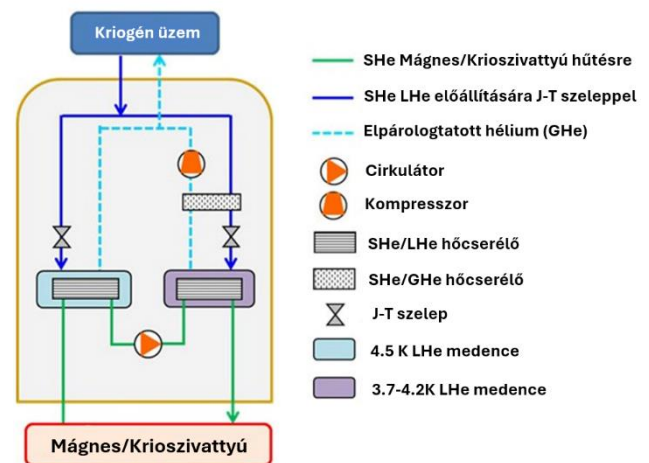 Kriogén üzem
SHe Mágnes/Krioszivattyú hűtésre
SHe LHe előállítására J-T szeleppel
Elpárologtatott hélium (GHe)
Cirkulátor
Kompresszor
SHe/LHe hőcserélő
SHe/GHe hőcserélő
J-T szelep
4.5 K LHe medence
3.7-4.2K LHe medence
Mágnes/Krioszivattyú